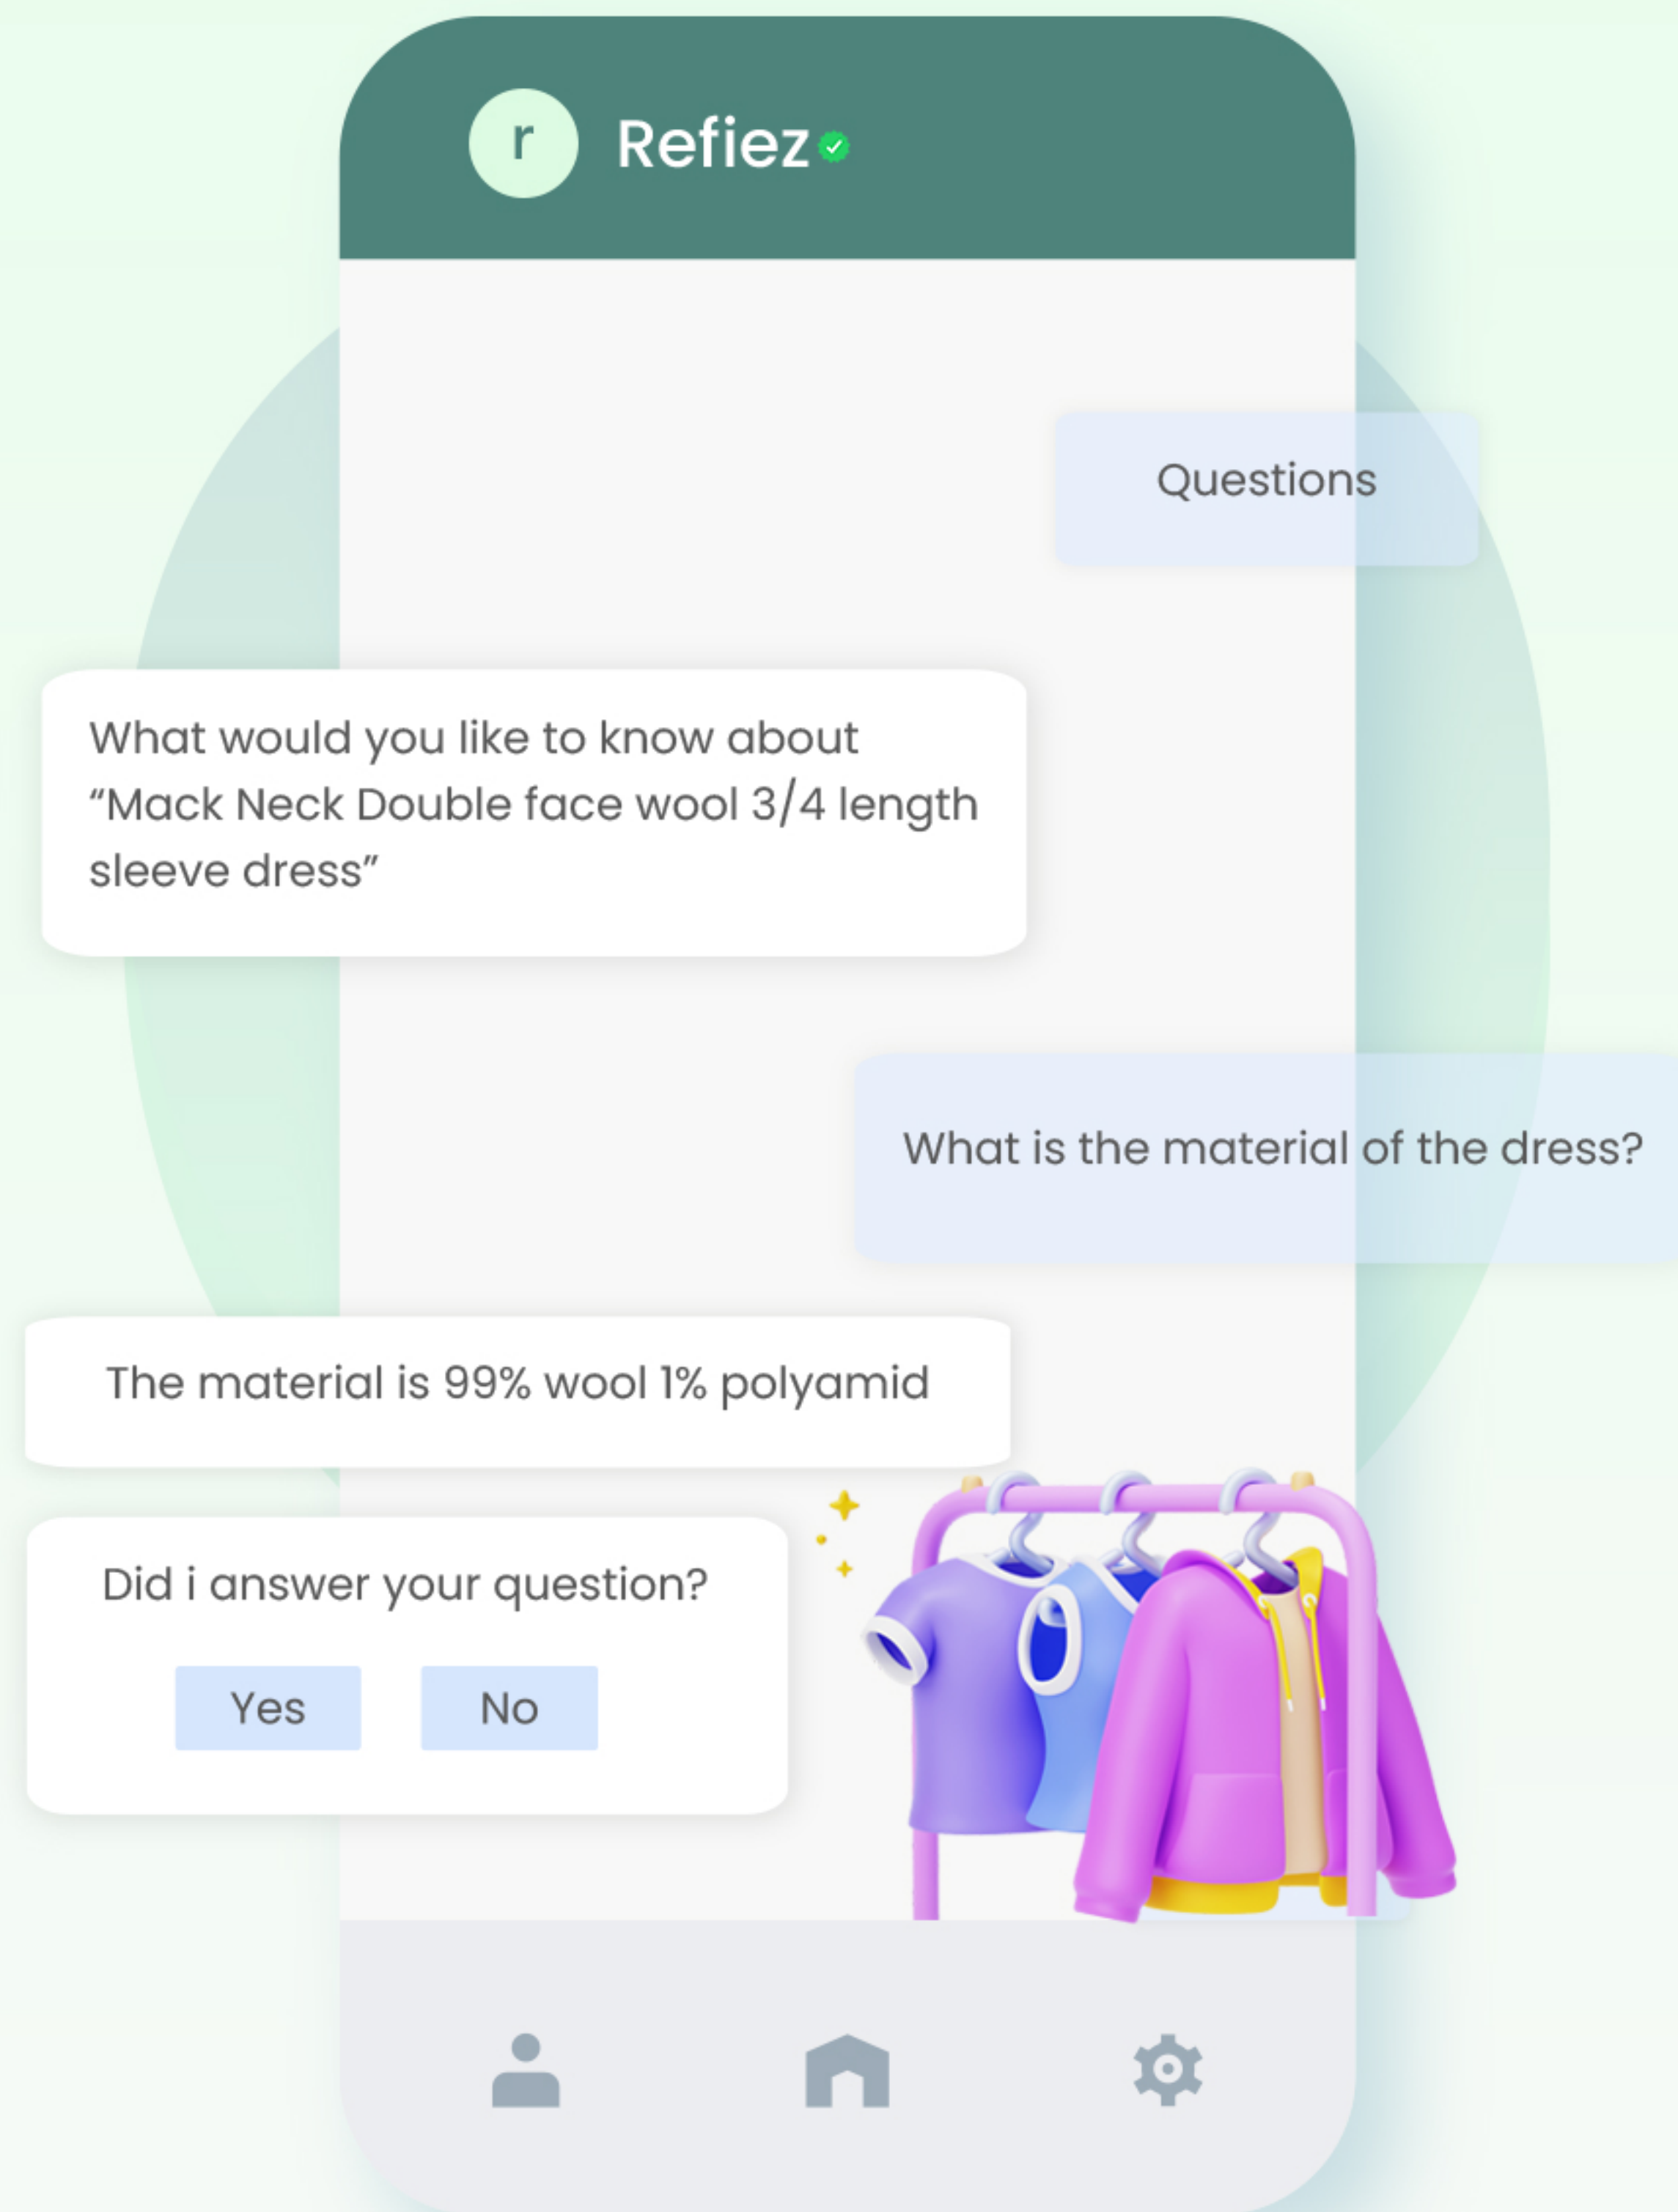 r
Refiez
Questions
What would you like to know about
“Mack Neck Double face wool 3/4 length
sleeve dress”
What is the material of the dress?
The material is 99% wool 1% polyamid
Did i answer your question?
Yes
No